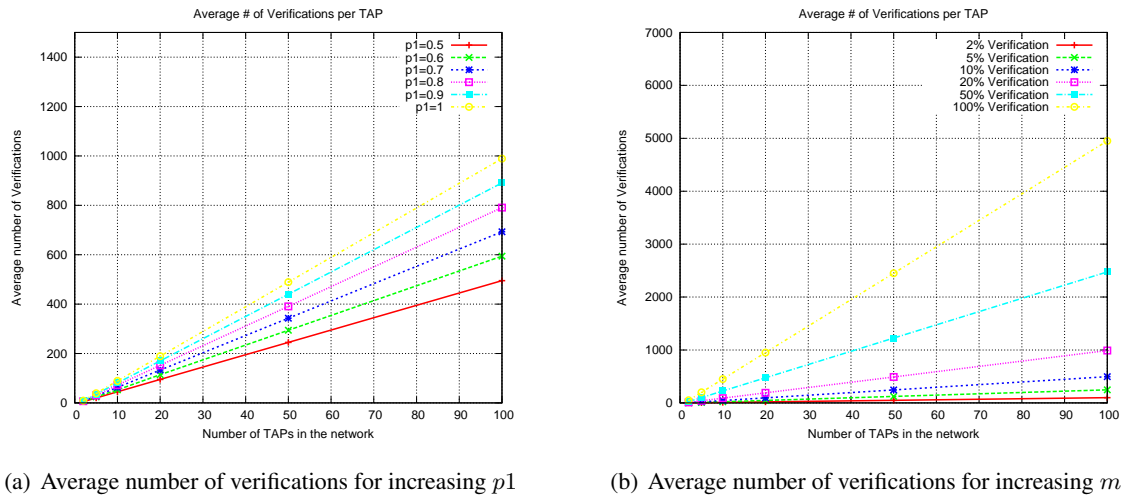 Average # of Verifications per TAP
Average number of Verifications
1400
1200
1000
800
600
400
200
0
0 10 20 30 40 50 60 70 80 90 100
Number of TAPs in the network
p1=0.5
p1=0.6
p1=0.7
p1=0.8
p1=0.9
p1=1
(a) Average number of verifications for increasing p1
Average # of Verifications per TAP
Average number of Verifications
7000
6000
5000
4000
3000
2000
1000
0
0 10 20 30 40 50 60 70 80 90 100
Number of TAPs in the network
2% Verification
5% Verification
10% Verification
20% Verification
50% Verification
100% Verification
(b) Average number of verifications for increasing m